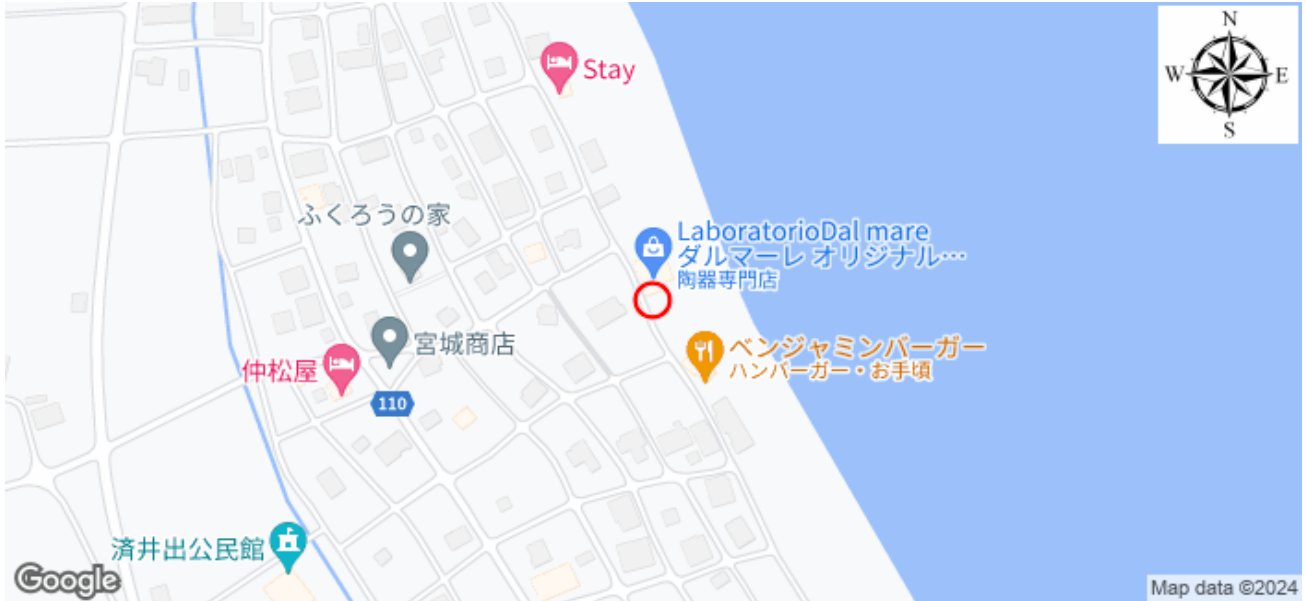 N
W
E
S
Stay
ふくろうの家
LaboratorioDal mare
ダルマーレ オリジナル…
陶器専門店
宮城商店
ベンジャミンバーガー
ハンバーガー・お手頃
仲松屋
110
済井出公民館
Google
Map data ©2024